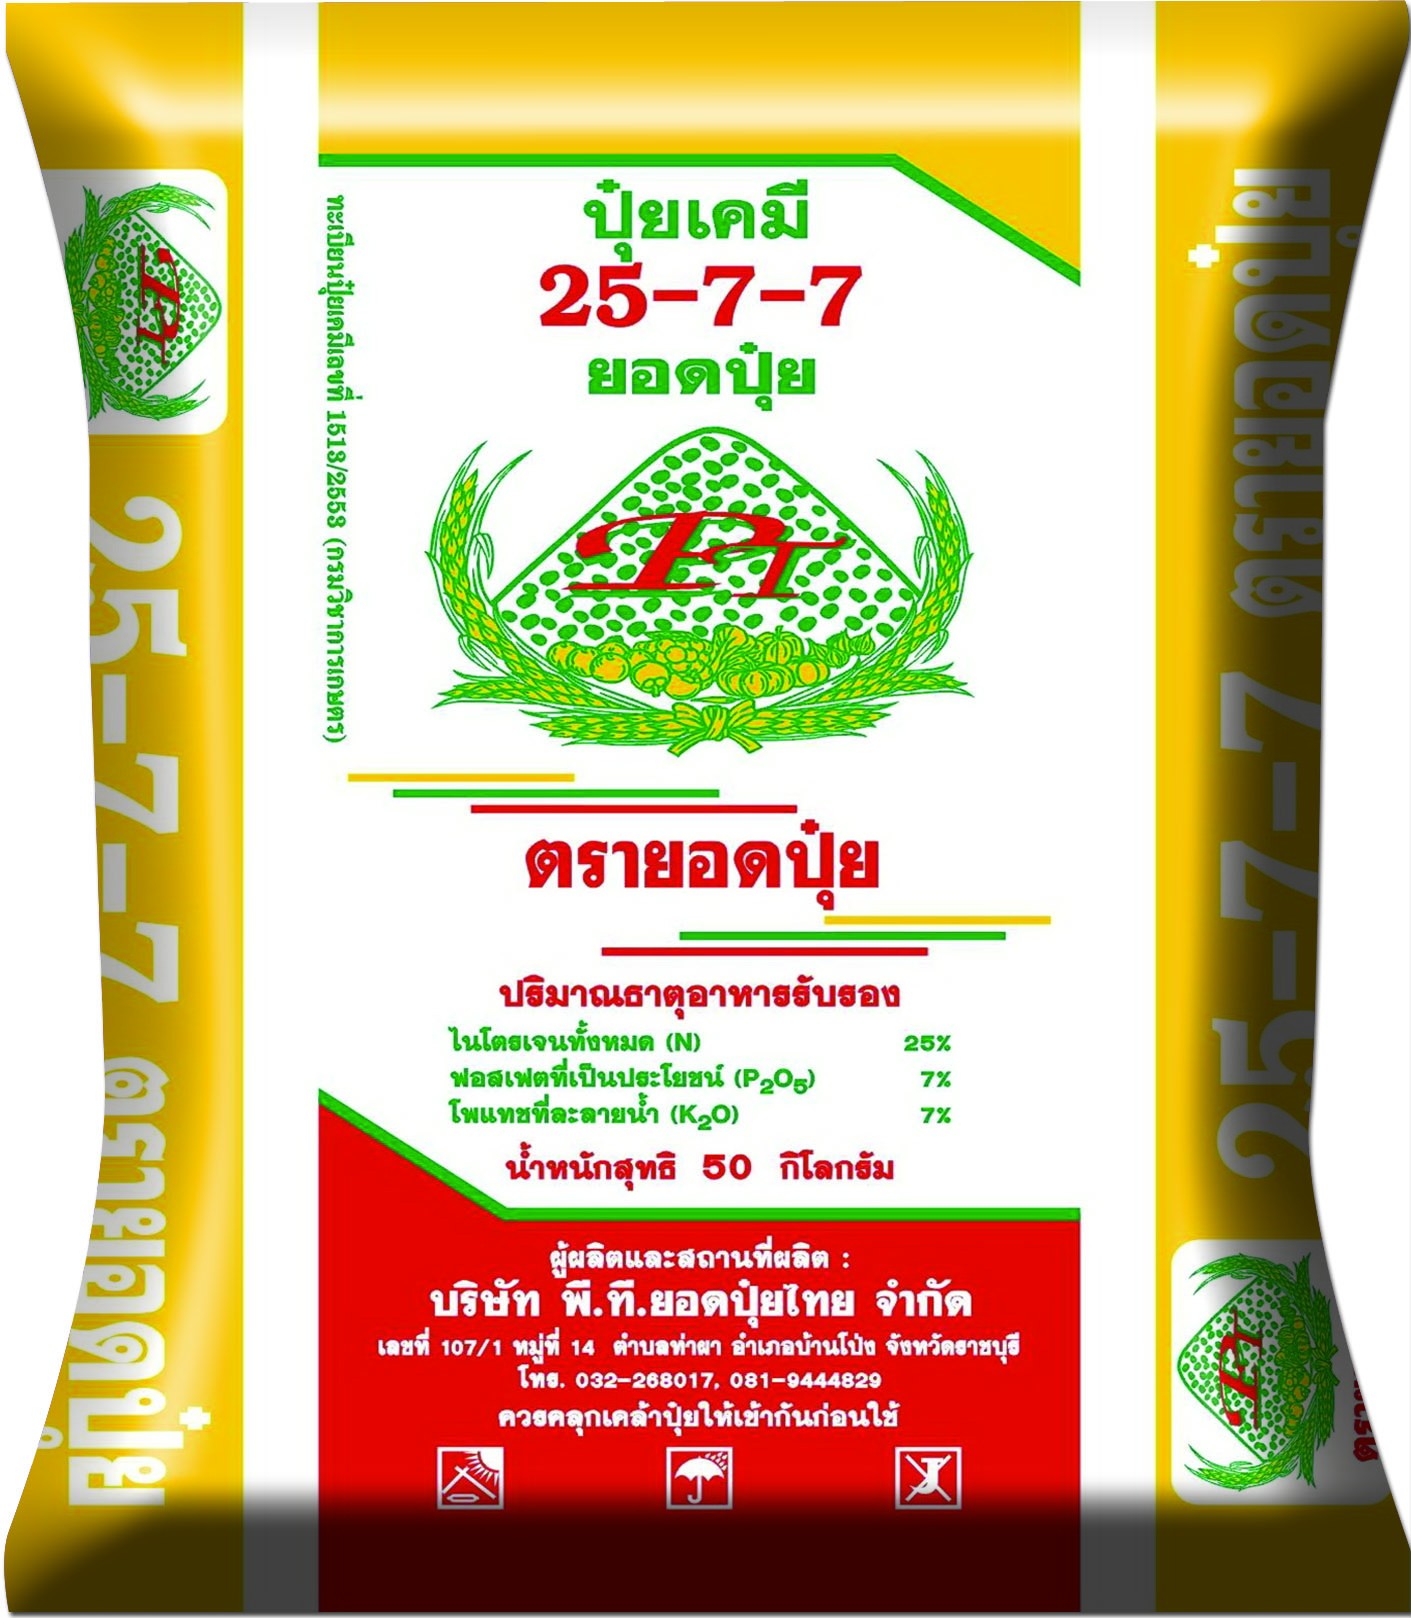 ปุ๋ยเคมี
25-7-7
ยอดปุ๋ย
ทะเบียนปุ๋ยเคมีเลขที่ 1513/2553 (กรมวิชาการเกษตร)
PT
ตรายอดปุ๋ย
ปริมาณธาตุอาหารรับรอง
ไนโตรเจนทั้งหมด (N) 25%
ฟอสเฟตที่เป็นประโยชน์ (P₂O₅) 7%
โพแทชที่ละลายน้ำ (K₂O) 7%
น้ำหนักสุทธิ 50 กิโลกรัม
ผู้ผลิตและสถานที่ผลิต :
บริษัท พี.ที.ยอดปุ๋ยไทย จำกัด
เลขที่ 107/1 หมู่ที่ 14 ตำบลท่าผา อำเภอบ้านโป่ง จังหวัดราชบุรี
โทร. 032-268017, 081-9444829
ควรคลุกเคล้าปุ๋ยให้เข้ากันก่อนใช้
PT
25-7-7 ตรายอดปุ๋ย
25-7-7 ตรายอดปุ๋ย
PT